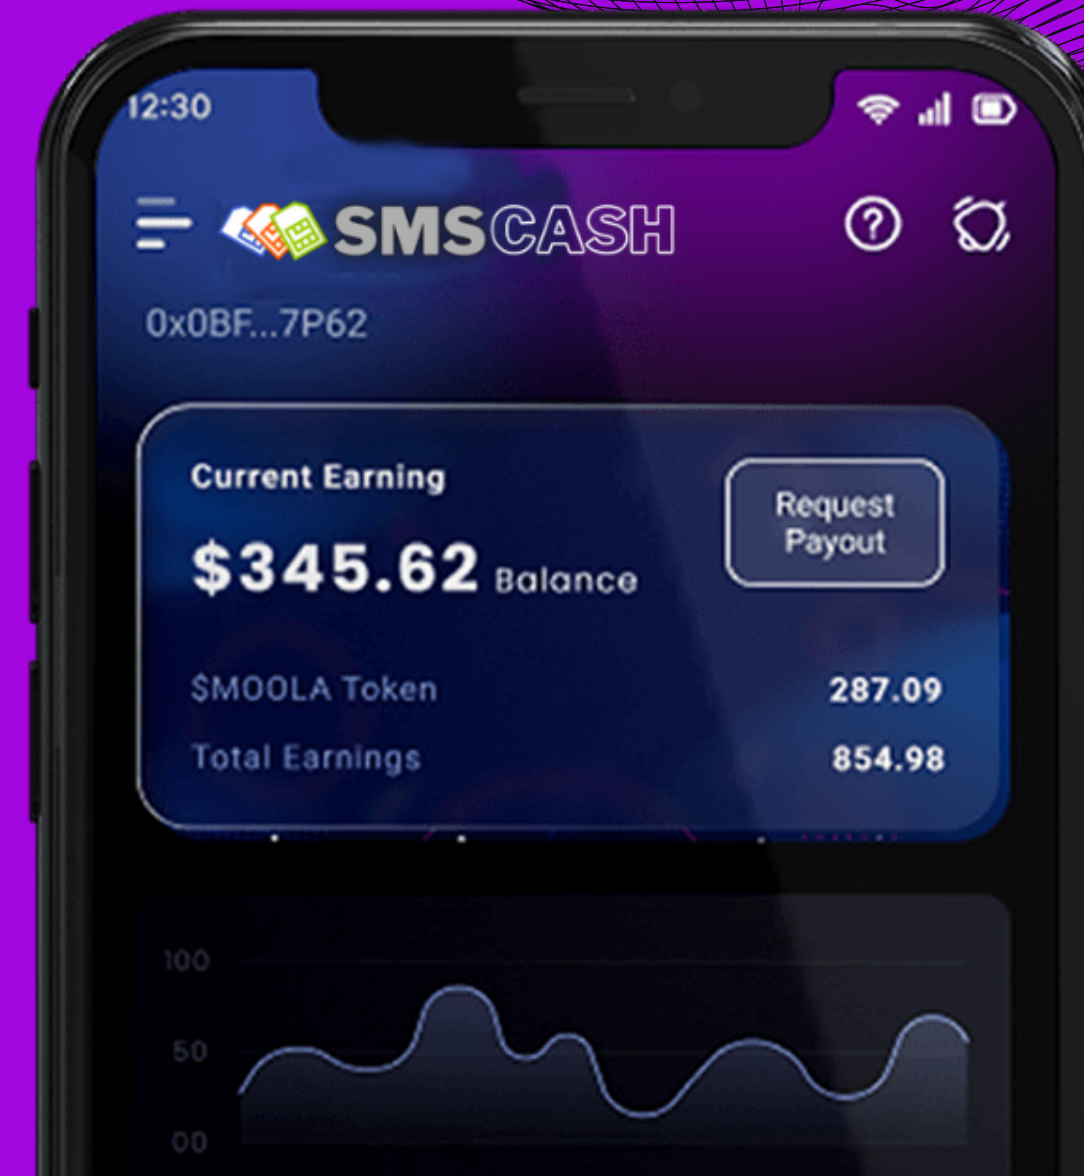 12:30
SMSCASH
0x0BF...7P62
Current Earning
Request
Payout
$345.62 Balance
$MOOLA Token 287.09
Total Earnings 854.98
100
50
00